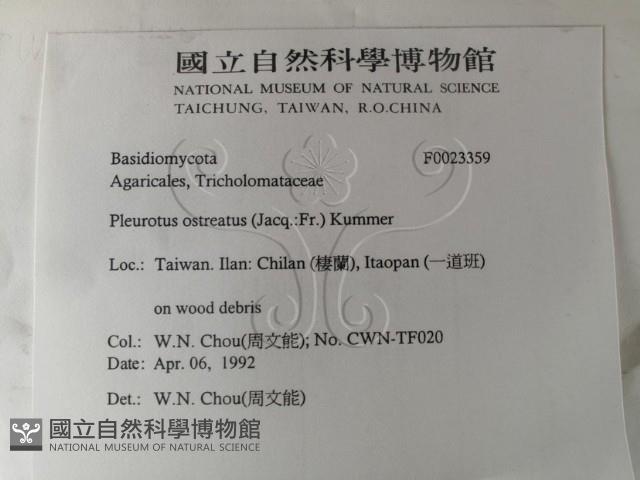 國立自然科學博物館
NATIONAL MUSEUM OF NATURAL SCIENCE
TAICHUNG, TAIWAN, R.O.CHINA
Basidiomycota F0023359
Agaricales, Tricholomataceae
Pleurotus ostreatus (Jacq.:Fr.) Kummer
Loc.: Taiwan. Ilan: Chilan (棲蘭), Itaopan (一道班)
on wood debris
Col.: W.N. Chou(周文能); No. CWN-TF020
Date: Apr. 06, 1992
Det.: W.N. Chou(周文能)
國立自然科學博物館
NATIONAL MUSEUM OF NATURAL SCIENCE